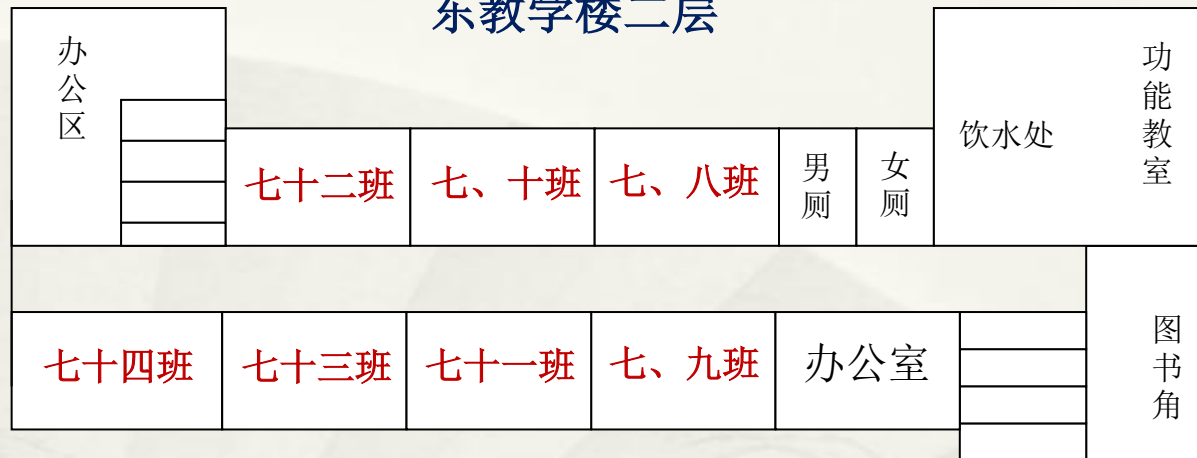 东教学楼二层
办公区
七十二班
七、十班
七、八班
男厕
女厕
饮水处
功能教室
七十四班
七十三班
七十一班
七、九班
办公室
图书角